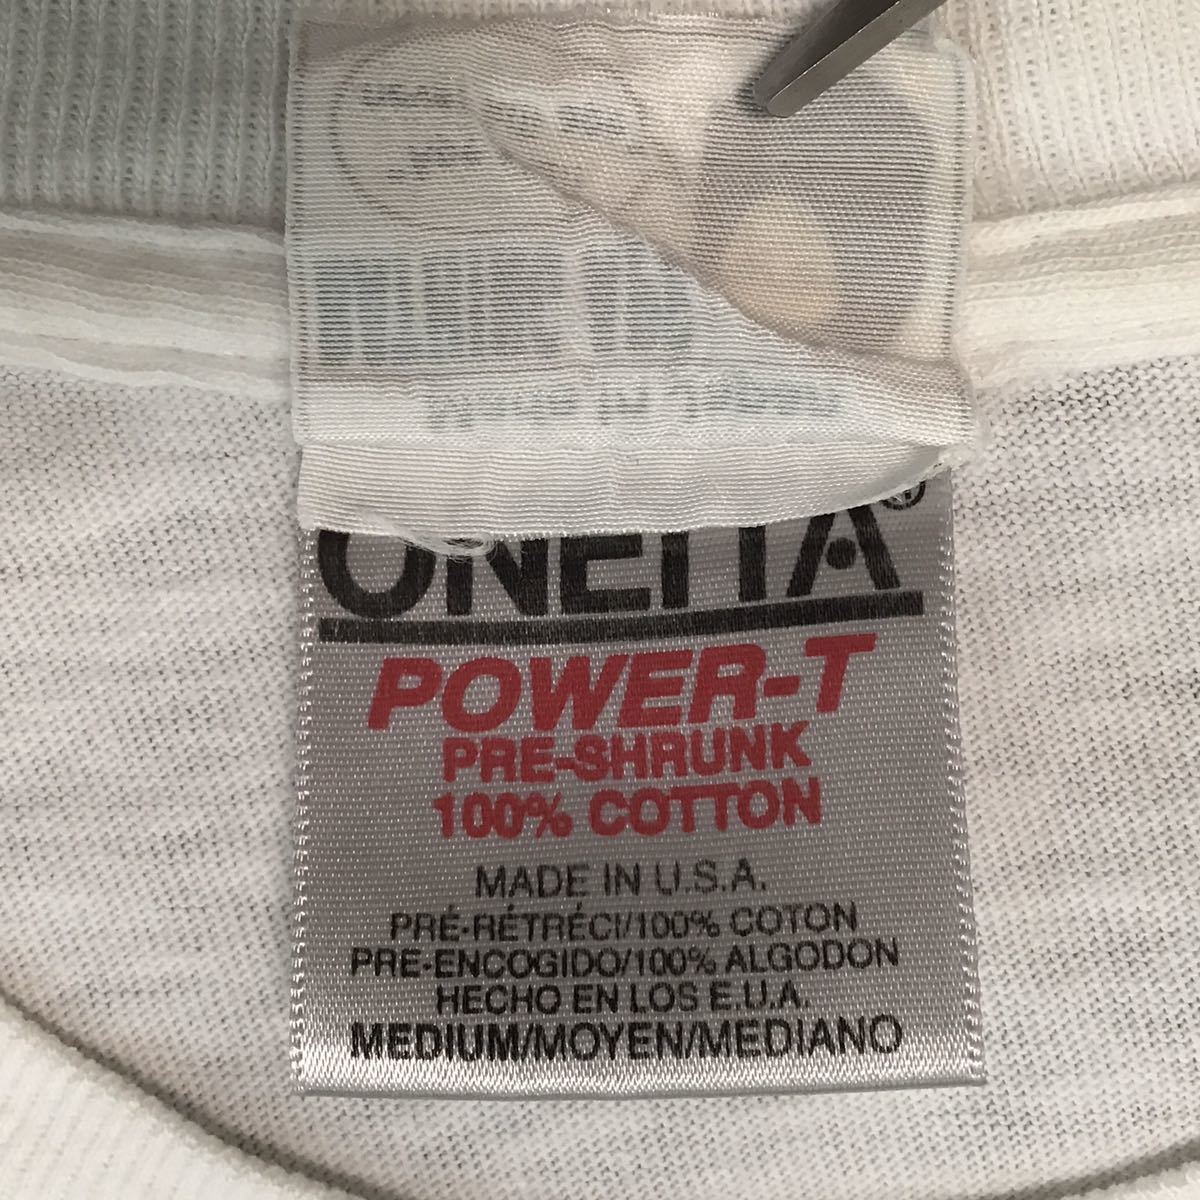 ONEITA®
POWER-T
PRE-SHRUNK
100% COTTON
MADE IN U.S.A.
PRÉ-RÉTRÉCI/100% COTON
PRE-ENCOGIDO/100% ALGODON
HECHO EN LOS E.U.A.
MEDIUM/MOYEN/MEDIANO